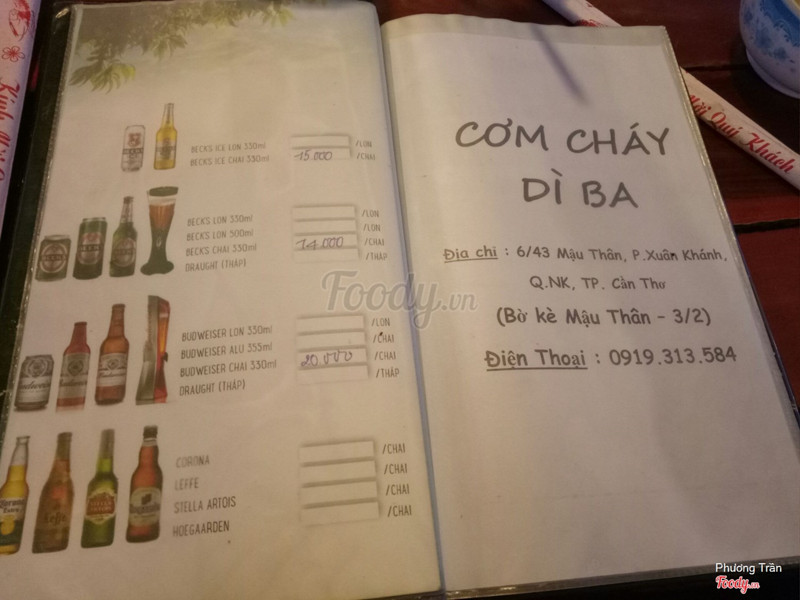 BECKS ICE LON 330ml /LON
BECKS ICE CHAI 330ml 15.000 /CHAI
BECKS LON 330ml /LON
BECKS LON 500ml /LON
BECKS CHAI 330ml 14.000 /CHAI
DRAUGHT (THÁP) /THÁP
BUDWEISER LON 330ml /LON
BUDWEISER ALU 355ml /CHAI
BUDWEISER CHAI 330ml 20.000 /CHAI
DRAUGHT (THÁP) /THÁP
CORONA /CHAI
LEFFE /CHAI
STELLA ARTOIS /CHAI
HOEGAARDEN /CHAI
CƠM CHÁY
DÌ BA
Địa chỉ : 6/43 Mậu Thân, P.Xuân Khánh,
Q.NK, TP. Cần Thơ
(Bờ kè Mậu Thân - 3/2)
Điện Thoại : 0919.313.584
Foody.vn
Kính
Mời Quí Khách
Phương Trần
Foody.vn